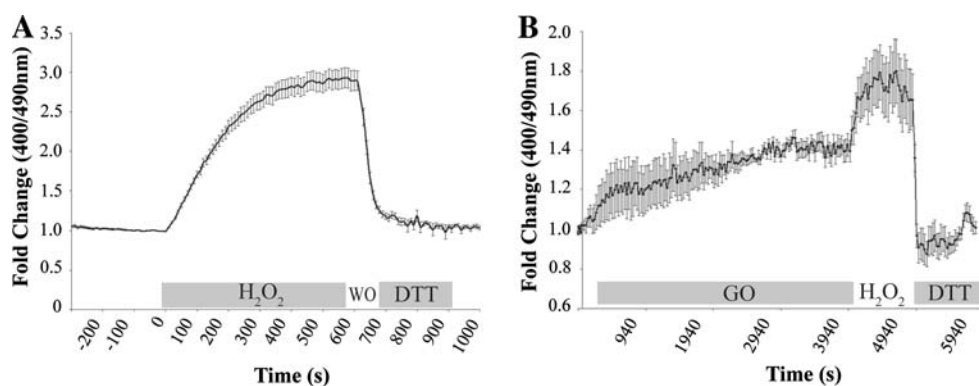 A
Fold Change (400/490nm)
3.5
3.0
2.5
2.0
1.5
1.0
0.5
0
H₂O₂
WO
DTT
-200
-100
0
100
200
300
400
500
600
700
800
900
1000
Time (s)
B
Fold Change (400/490nm)
2.0
1.8
1.6
1.4
1.2
1.0
0.8
0.6
GO
H₂O₂
DTT
940
1940
2940
3940
4940
5940
Time (s)